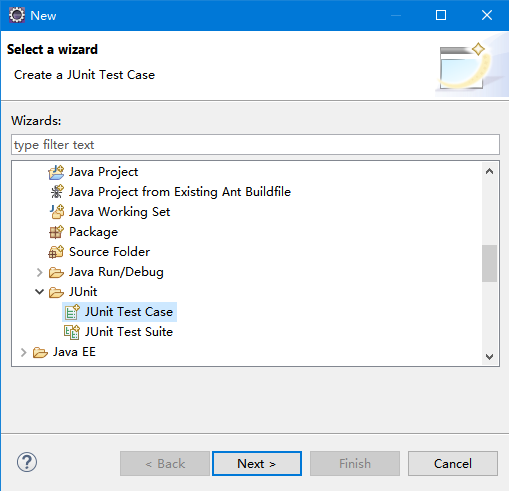 New
Select a wizard
Create a JUnit Test Case
Wizards:
type filter text
Java Project
Java Project from Existing Ant Buildfile
Java Working Set
Package
Source Folder
Java Run/Debug
JUnit
JUnit Test Case
JUnit Test Suite
Java EE
? < Back Next > Finish Cancel